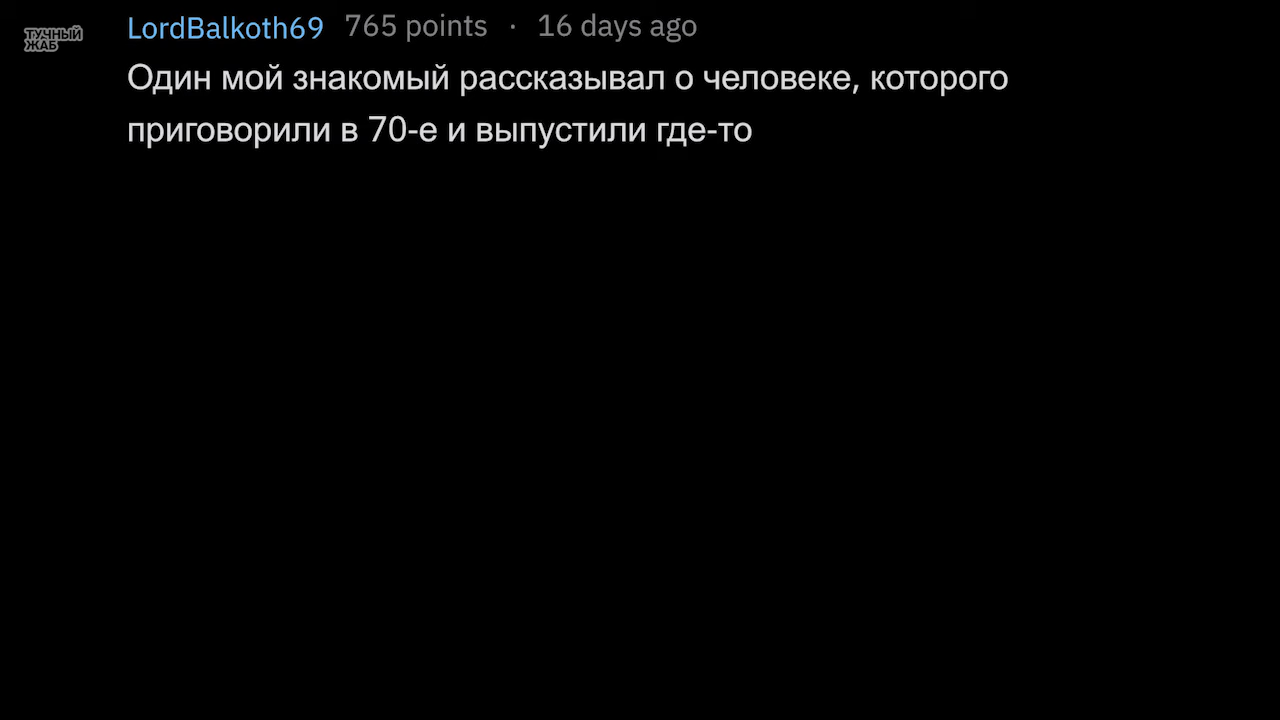 ТУЧНЫЙ
ЖАБ
LordBalkoth69 765 points · 16 days ago
Один мой знакомый рассказывал о человеке, которого
приговорили в 70-е и выпустили где-то